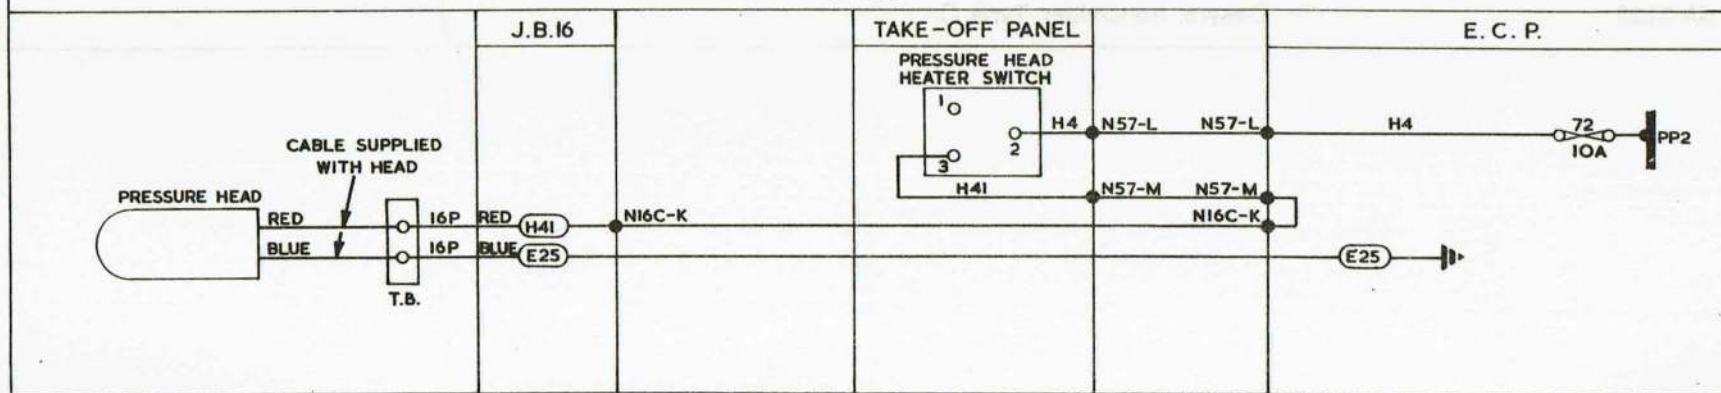 J.B.16
TAKE-OFF PANEL
E. C. P.
PRESSURE HEAD
HEATER SWITCH
1
2
3
H4
N57-L
N57-L
H4
72
10A
PP2
CABLE SUPPLIED
WITH HEAD
H41
N57-M
N57-M
PRESSURE HEAD
RED
16P
RED
H41
N16C-K
N16C-K
BLUE
16P
BLUE
E25
E25
T.B.